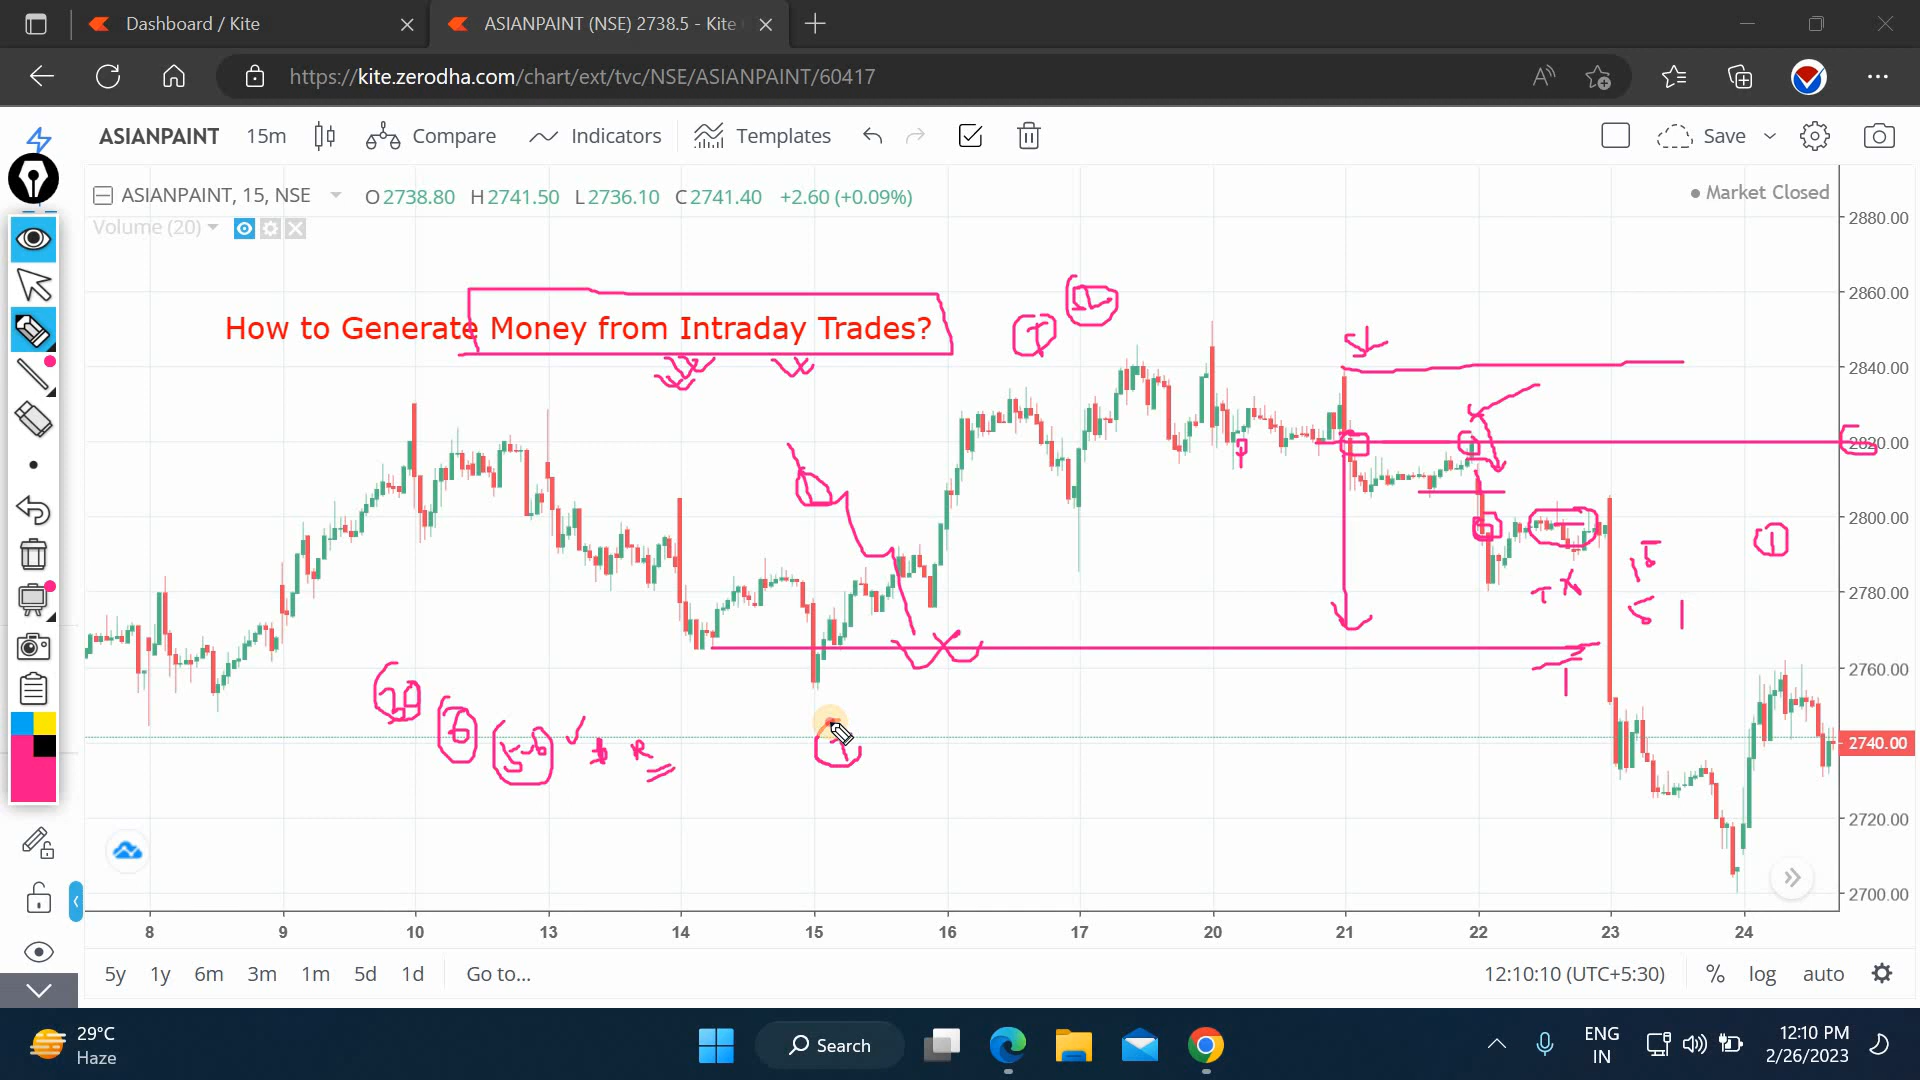 Dashboard / Kite
ASIANPAINT (NSE) 2738.5 - Kite
https://kite.zerodha.com/chart/ext/tvc/NSE/ASIANPAINT/60417
ASIANPAINT 15m Compare Indicators Templates Save
ASIANPAINT, 15, NSE O2738.80 H2741.50 L2736.10 C2741.40 +2.60 (+0.09%)
Market Closed
Volume (20)
How to Generate Money from Intraday Trades?
2880.00
2860.00
2840.00
2820.00
2800.00
2780.00
2760.00
2740.00
2720.00
2700.00
8 9 10 13 14 15 16 17 20 21 22 23 24
5y 1y 6m 3m 1m 5d 1d Go to...
12:10:10 (UTC+5:30) % log auto
29°C
Haze
Search
ENG
IN
12:10 PM
2/26/2023